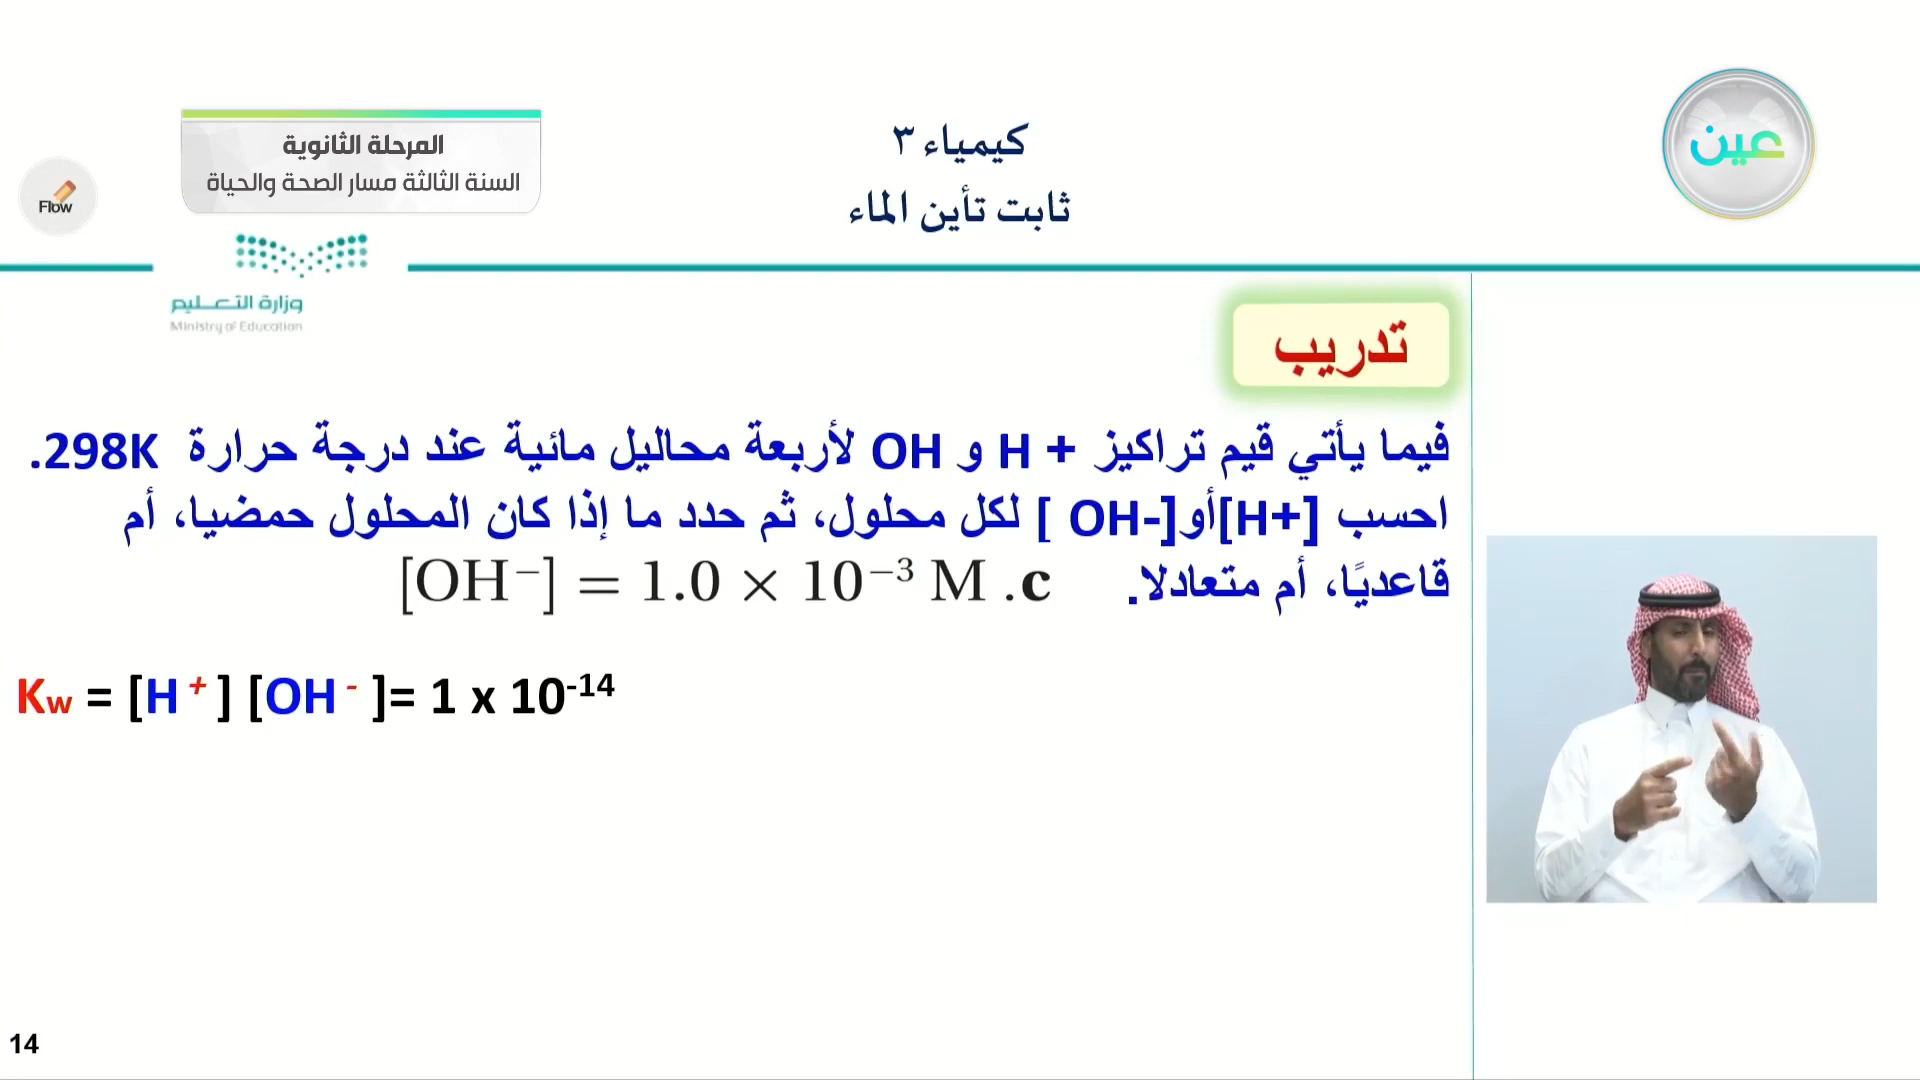 كيمياء ٣
ثابت تأين الماء
عين
المرحلة الثانوية
السنة الثالثة مسار الصحة والحياة
Flow
وزارة التعليم
Ministry of Education
تدريب
فيما يأتي قيم تراكيز + H و OH لأربعة محاليل مائية عند درجة حرارة 298K.
احسب [H+]أو[OH-] لكل محلول، ثم حدد ما إذا كان المحلول حمضيا، أم
قاعديًا، أم متعادلا.
[OH⁻] = 1.0 × 10⁻³ M .c
Kw = [H⁺] [OH⁻]= 1 x 10⁻¹⁴
14